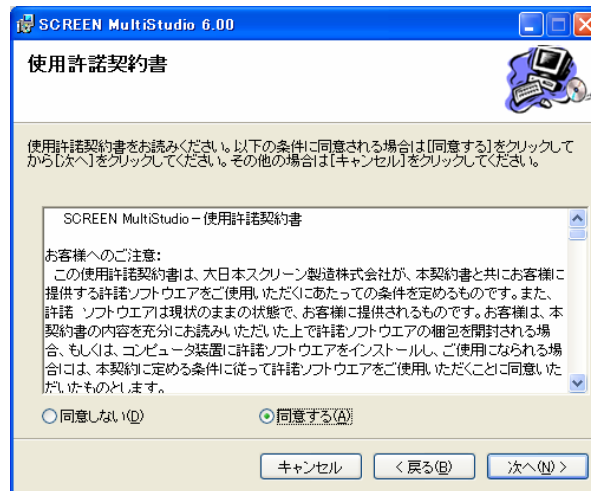 SCREEN MultiStudio 6.00
使用許諾契約書
使用許諾契約書をお読みください。以下の条件に同意される場合は[同意する]をクリックして
から[次へ]をクリックしてください。その他の場合は[キャンセル]をクリックしてください。
SCREEN MultiStudio－使用許諾契約書
お客様へのご注意:
この使用許諾契約書は、大日本スクリーン製造株式会社が、本契約書と共にお客様に
提供する許諾ソフトウエアをご使用いただくにあたっての条件を定めるものです。また、
許諾 ソフトウエアは現状のままの状態で、お客様に提供されるものです。お客様は、本
契約書の内容を充分にお読みいただいた上で許諾ソフトウエアの梱包を開封される場
合、もしくは、コンピュータ装置に許諾ソフトウエアをインストールし、ご使用になられる場
合には、本契約に定める条件に従って許諾ソフトウエアをご使用いただくことに同意いた
だいたものとします。
同意しない(D) 同意する(A)
キャンセル < 戻る(B) 次へ(N) >